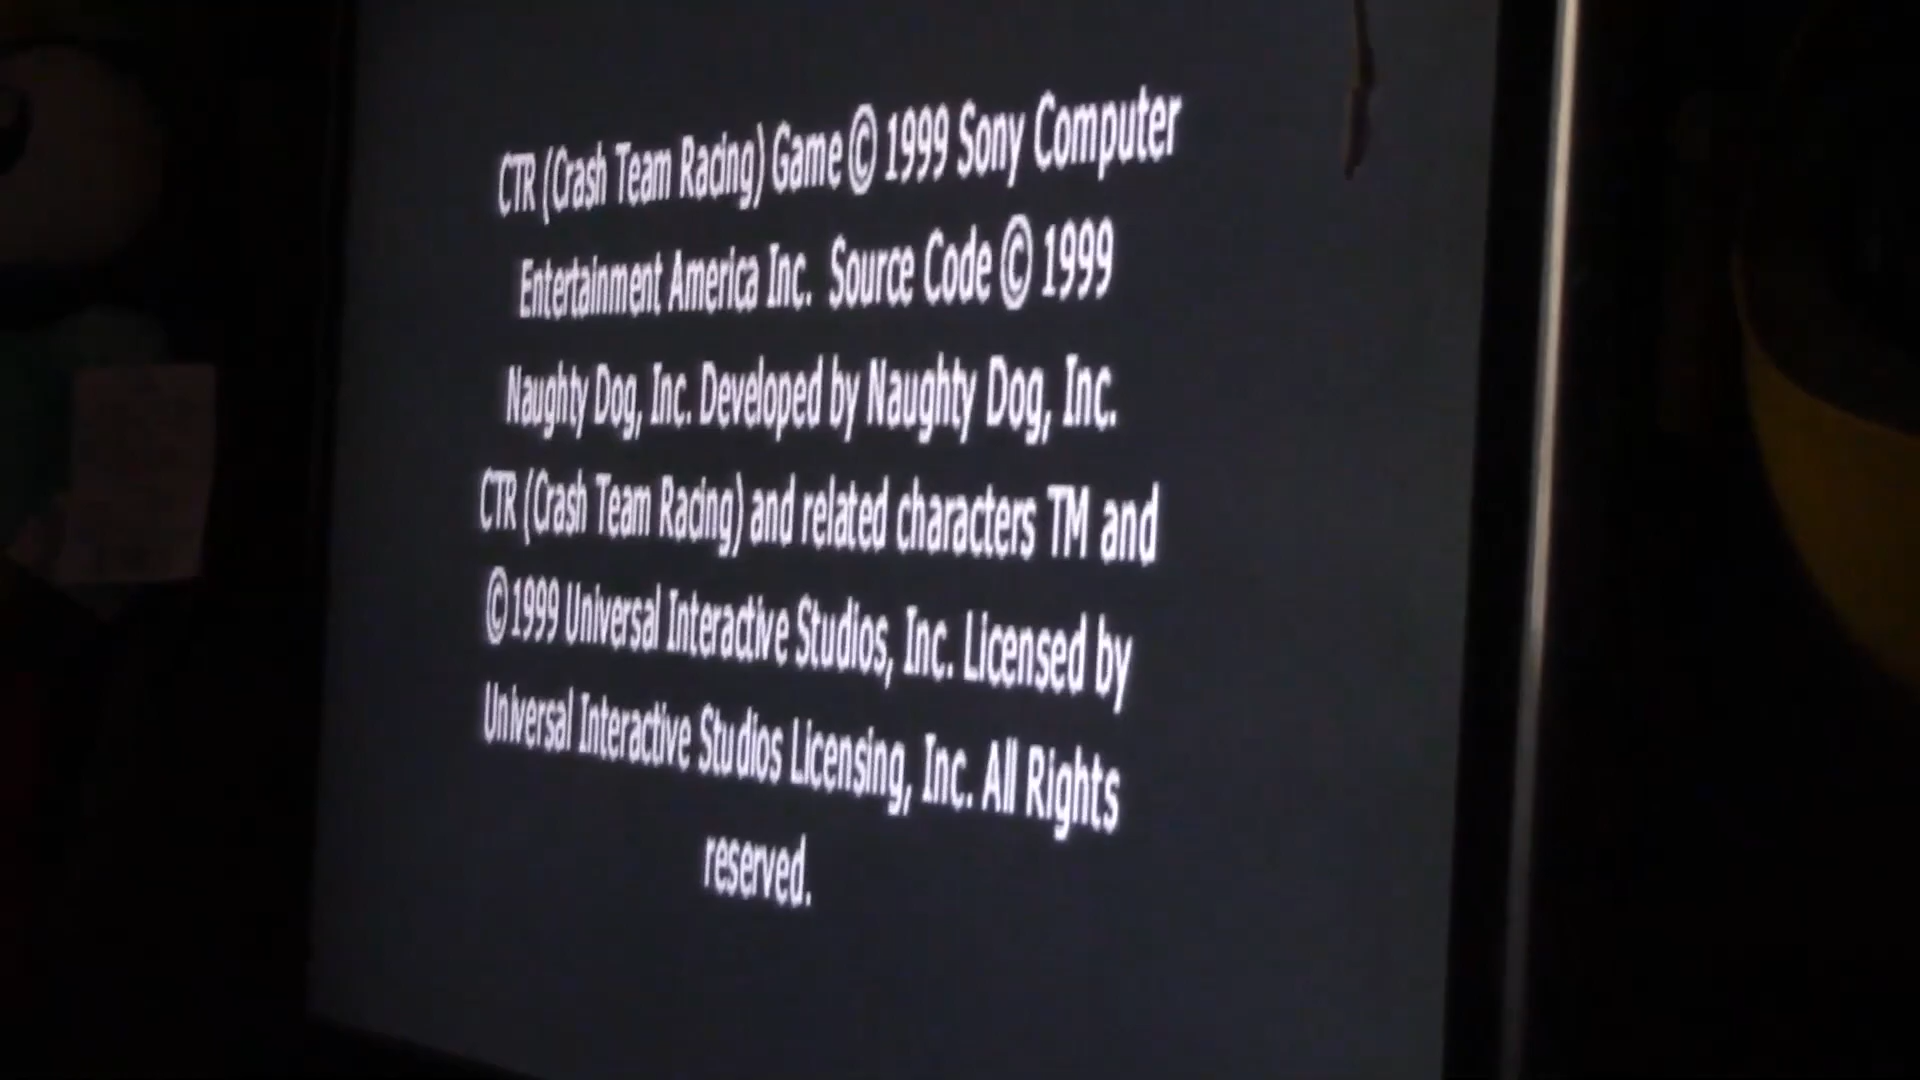 CTR (Crash Team Racing) Game © 1999 Sony Computer
Entertainment America Inc. Source Code © 1999
Naughty Dog, Inc. Developed by Naughty Dog, Inc.
CTR (Crash Team Racing) and related characters TM and
©1999 Universal Interactive Studios, Inc. Licensed by
Universal Interactive Studios Licensing, Inc. All Rights
reserved.